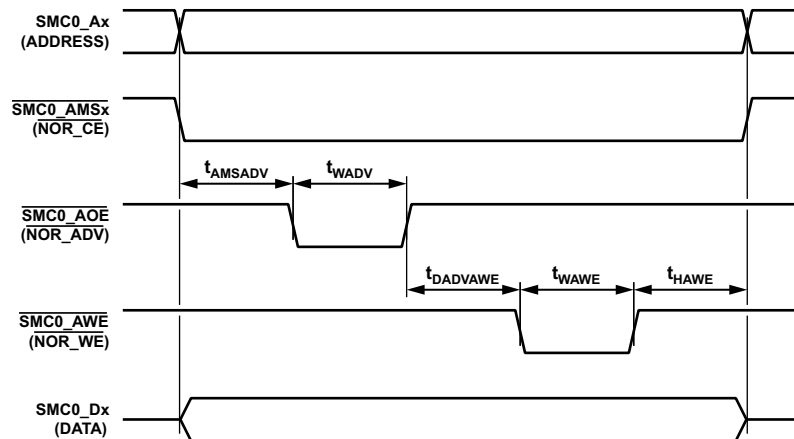 SMC0_Ax
(ADDRESS)
SMC0_AMSx
(NOR_CE)
tAMSADV
tWADV
SMC0_AOE
(NOR_ADV)
tDADVAWE
tWAWE
tHAWE
SMC0_AWE
(NOR_WE)
SMC0_Dx
(DATA)